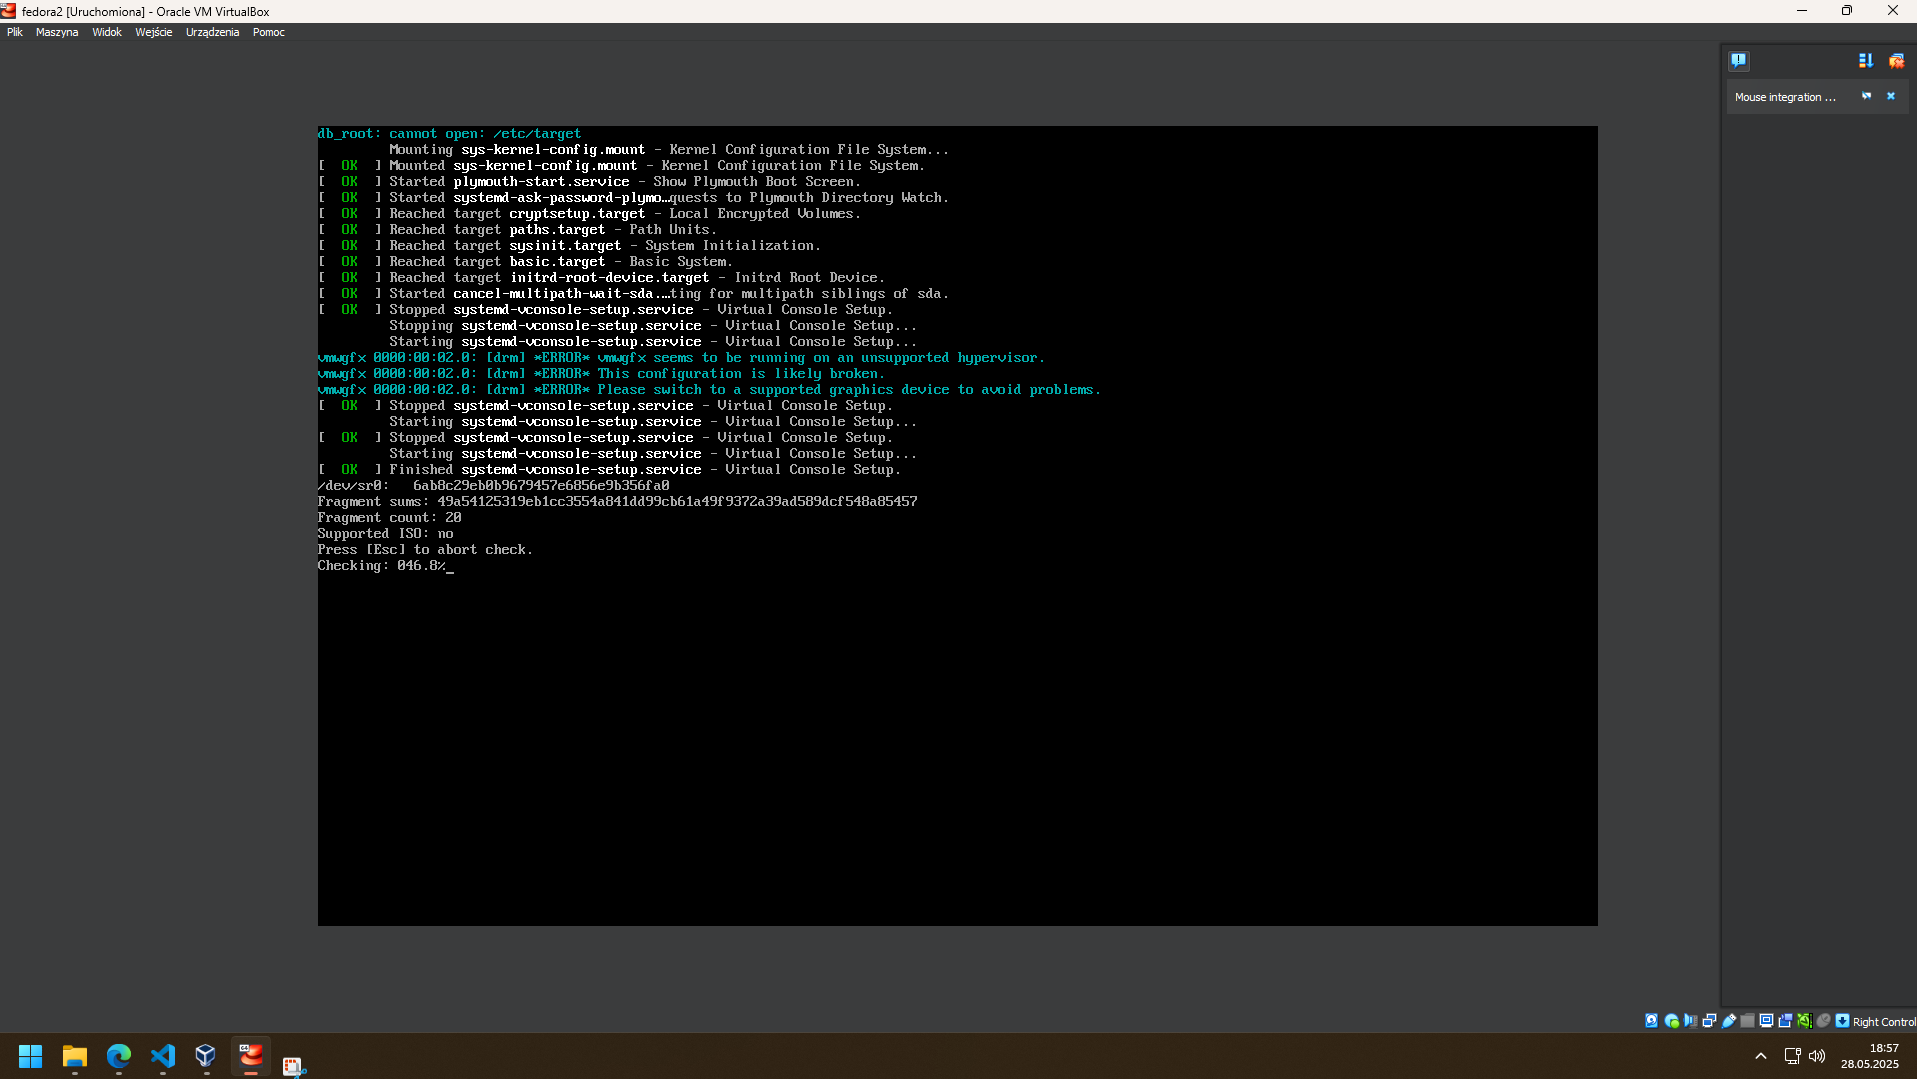 fedora2 [Uruchomiona] - Oracle VM VirtualBox
Plik Maszyna Widok Wejście Urządzenia Pomoc
Mouse integration ...
db_root: cannot open: /etc/target
Mounting sys-kernel-config.mount - Kernel Configuration File System...
[ OK ] Mounted sys-kernel-config.mount - Kernel Configuration File System.
[ OK ] Started plymouth-start.service - Show Plymouth Boot Screen.
[ OK ] Started systemd-ask-password-plymo…quests to Plymouth Directory Watch.
[ OK ] Reached target cryptsetup.target - Local Encrypted Volumes.
[ OK ] Reached target paths.target - Path Units.
[ OK ] Reached target sysinit.target - System Initialization.
[ OK ] Reached target basic.target - Basic System.
[ OK ] Reached target initrd-root-device.target - Initrd Root Device.
[ OK ] Started cancel-multipath-wait-sda.…ting for multipath siblings of sda.
[ OK ] Stopped systemd-vconsole-setup.service - Virtual Console Setup.
Stopping systemd-vconsole-setup.service - Virtual Console Setup...
Starting systemd-vconsole-setup.service - Virtual Console Setup...
vmwgfx 0000:00:02.0: [drm] *ERROR* vmwgfx seems to be running on an unsupported hypervisor.
vmwgfx 0000:00:02.0: [drm] *ERROR* This configuration is likely broken.
vmwgfx 0000:00:02.0: [drm] *ERROR* Please switch to a supported graphics device to avoid problems.
[ OK ] Stopped systemd-vconsole-setup.service - Virtual Console Setup.
Starting systemd-vconsole-setup.service - Virtual Console Setup...
[ OK ] Stopped systemd-vconsole-setup.service - Virtual Console Setup.
Starting systemd-vconsole-setup.service - Virtual Console Setup...
[ OK ] Finished systemd-vconsole-setup.service - Virtual Console Setup.
/dev/sr0: 6ab8c29eb0b9679457e6856e9b356fa0
Fragment sums: 49a54125319eb1cc3554a841dd99cb61a49f9372a39ad589dcf548a85457
Fragment count: 20
Supported ISO: no
Press [Esc] to abort check.
Checking: 046.8%_
Right Control
18:57
28.05.2025